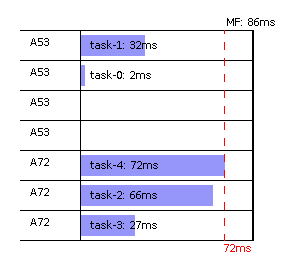 MF: 86ms
A53 task-1: 32ms
A53 task-0: 2ms
A53
A53
A72 task-4: 72ms
A72 task-2: 66ms
A72 task-3: 27ms
72ms